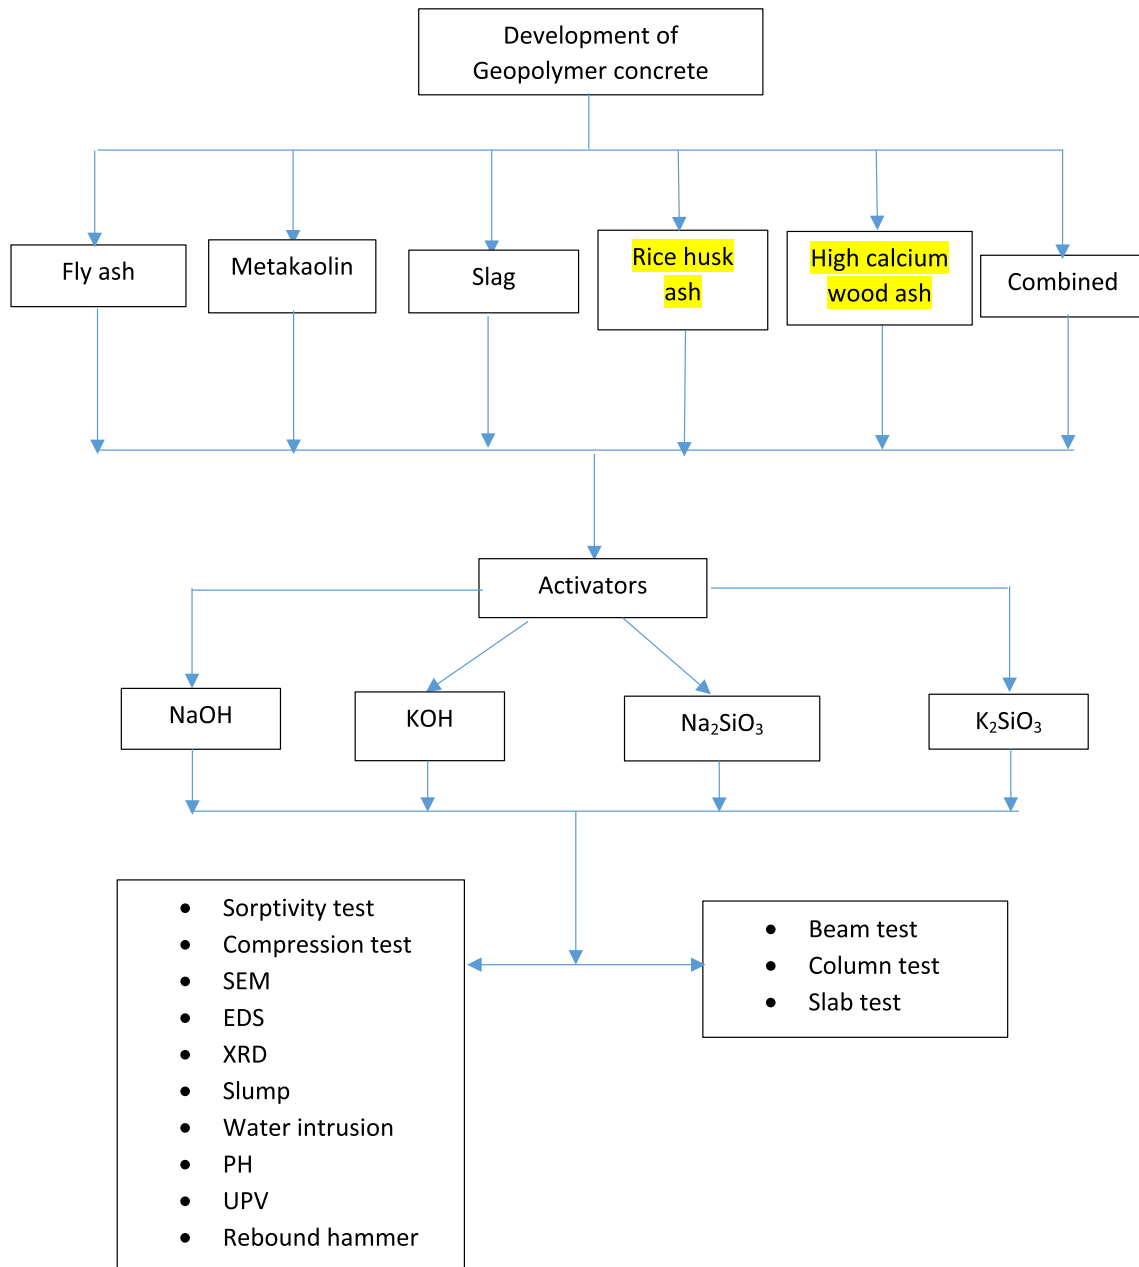 Development of
Geopolymer concrete
Fly ash
Metakaolin
Slag
Rice husk
ash
High calcium
wood ash
Combined
Activators
NaOH
KOH
Na₂SiO₃
K₂SiO₃
• Sorptivity test
• Compression test
• SEM
• EDS
• XRD
• Slump
• Water intrusion
• PH
• UPV
• Rebound hammer
• Beam test
• Column test
• Slab test